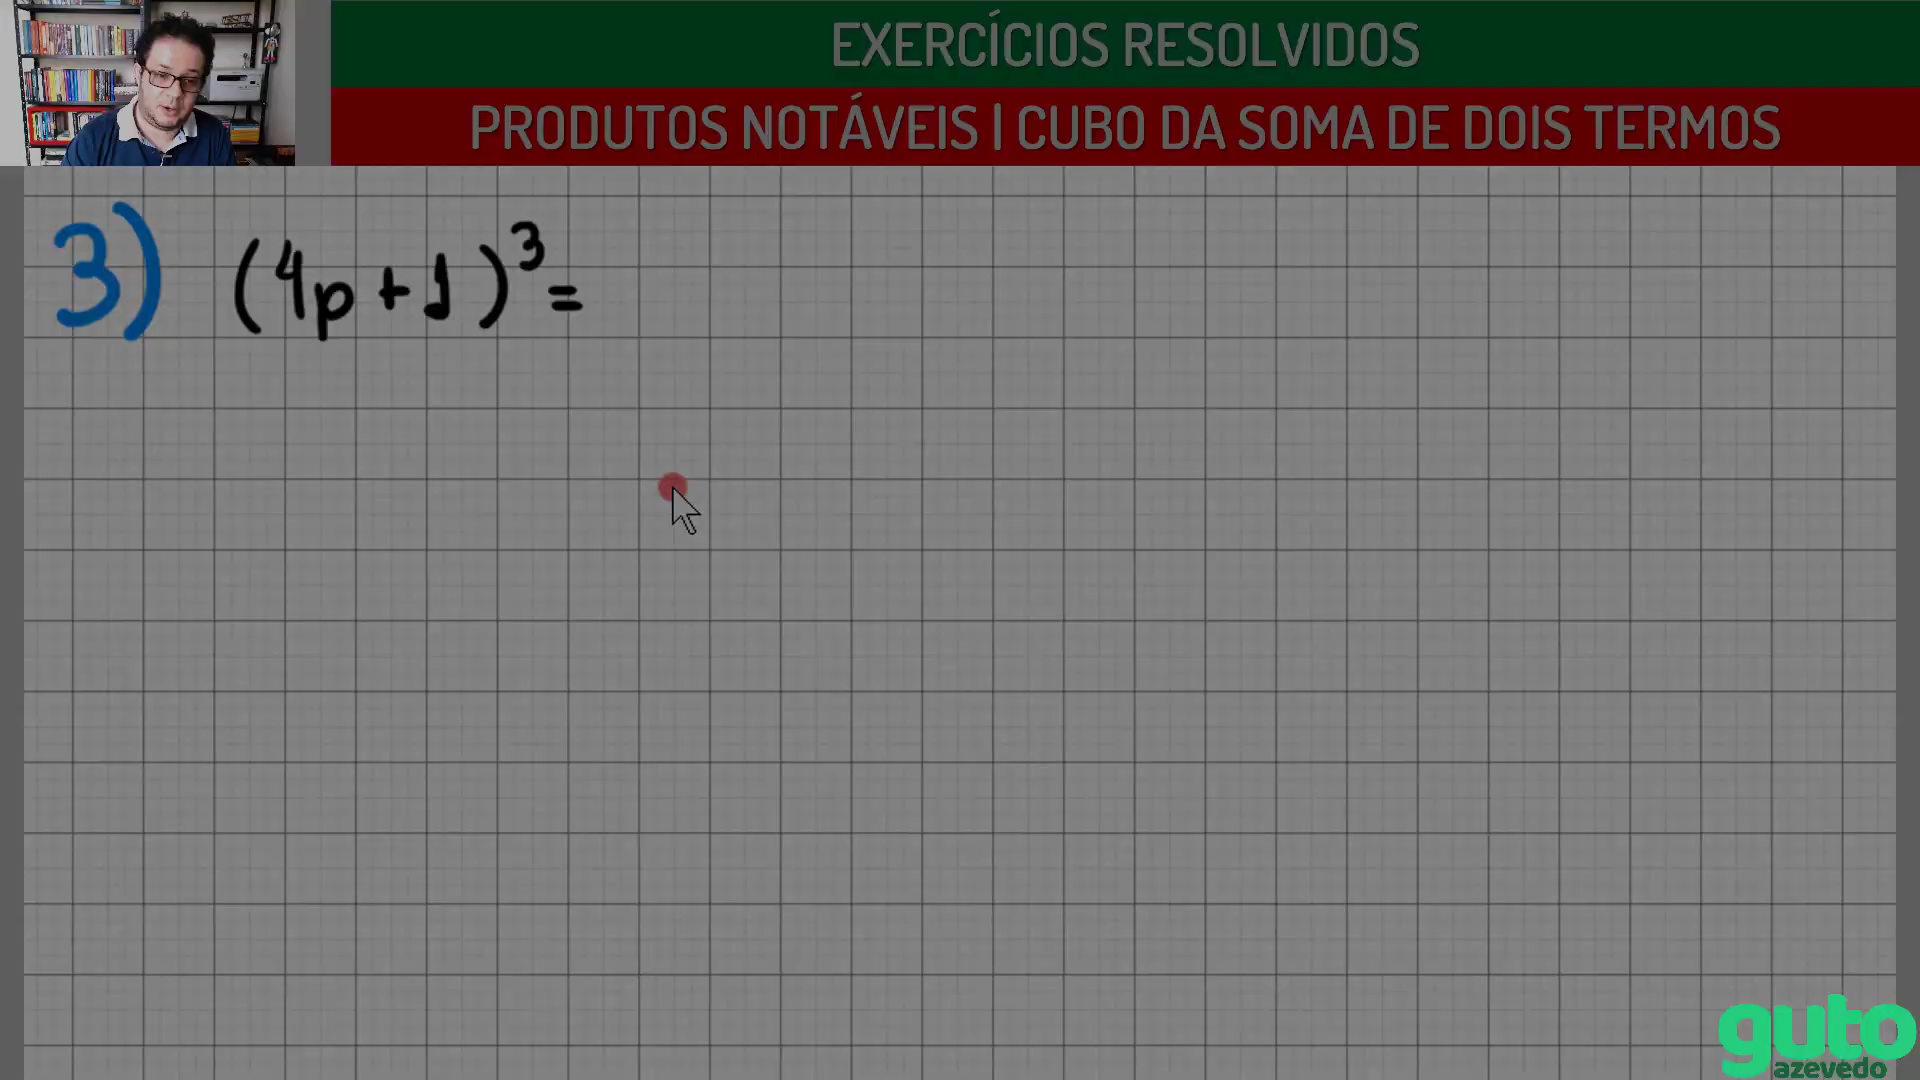 EXERCÍCIOS RESOLVIDOS
PRODUTOS NOTÁVEIS | CUBO DA SOMA DE DOIS TERMOS
3) (4p+1)³=
guto
azevedo